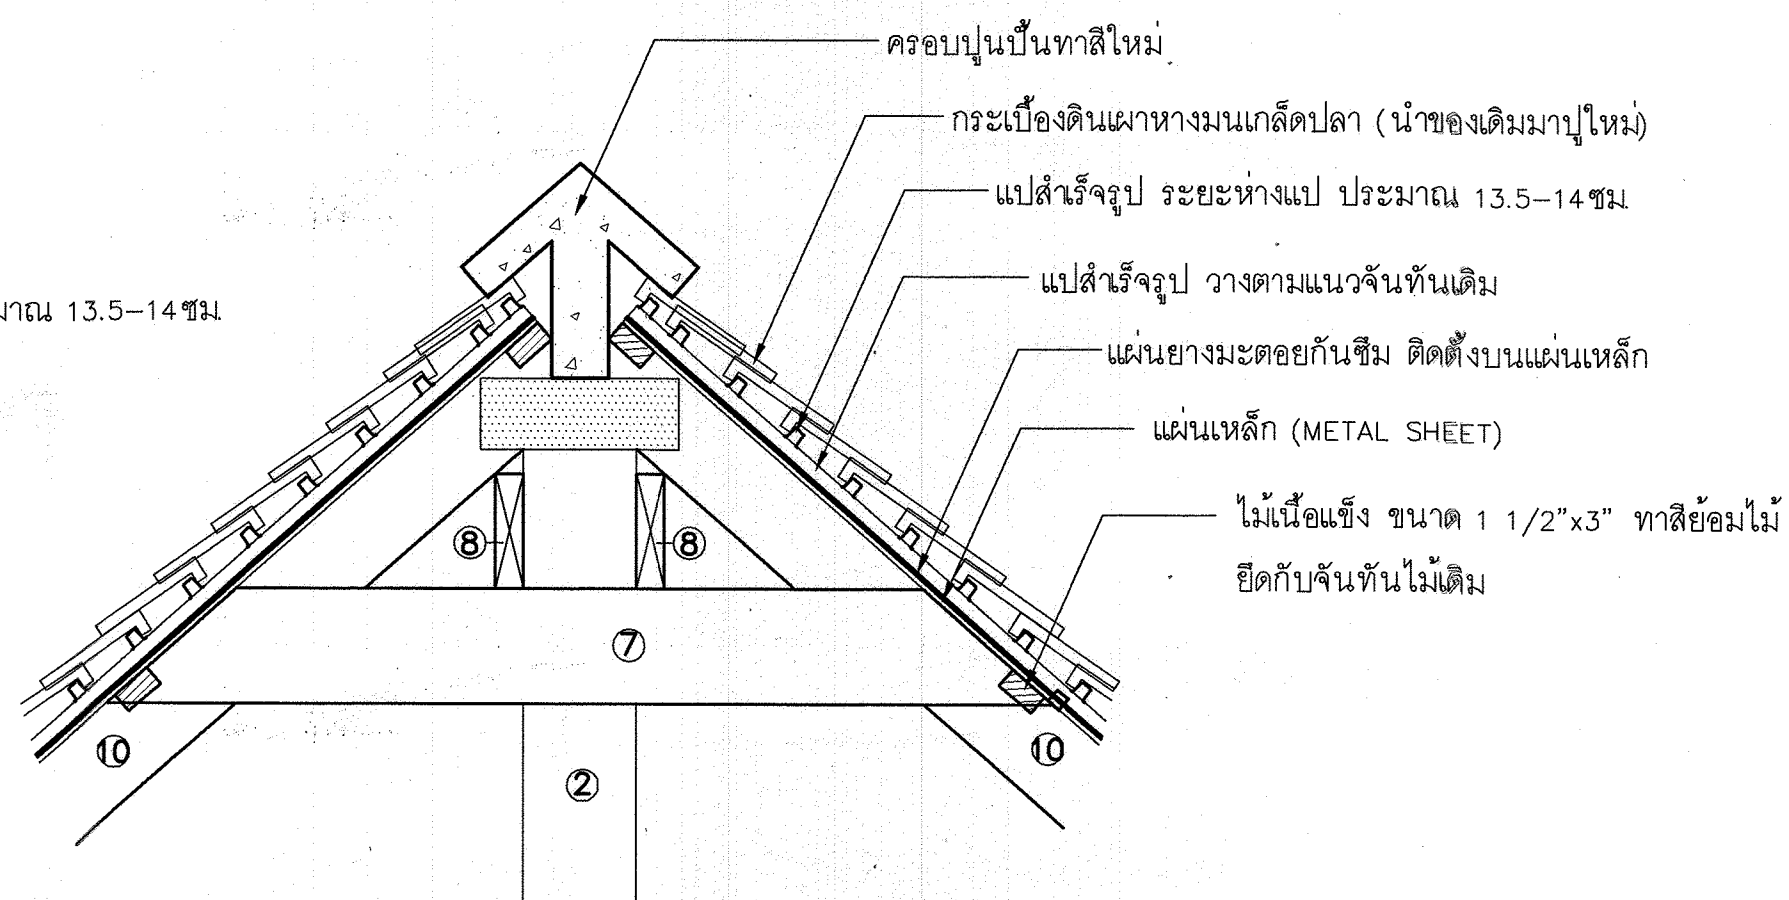 ครอบปูนปั้นทาสีใหม่
กระเบื้องดินเผาหางมนเกล็ดปลา (นำของเดิมมาปูใหม่)
แปสำเร็จรูป ระยะห่างแป ประมาณ 13.5-14ซม.
แปสำเร็จรูป วางตามแนวจันทันเดิม
มาณ 13.5-14ซม.
แผ่นยางมะตอยกันซึม ติดตั้งบนแผ่นเหล็ก
แผ่นเหล็ก (METAL SHEET)
ไม้เนื้อแข็ง ขนาด 1 1/2"x3" ทาสีย้อมไม้
ยึดกับจันทันไม้เดิม
8 8
7
10 10
2